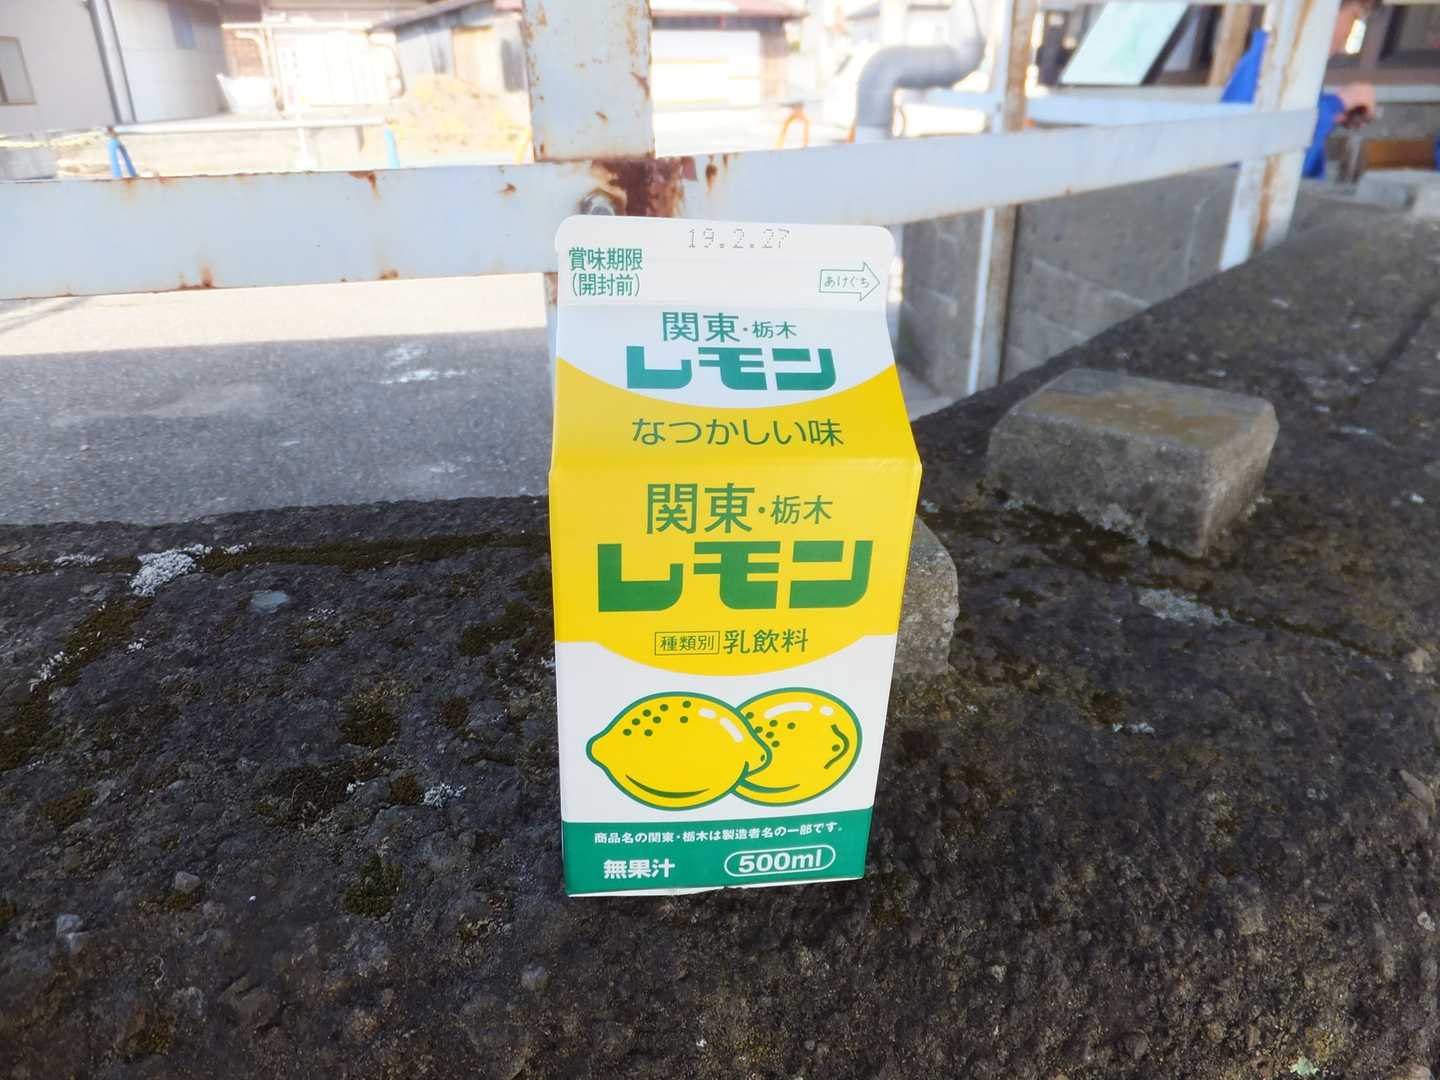 19.2.27
賞味期限
(開封前)
あけぐち
関東・栃木
レモン
なつかしい味
関東・栃木
レモン
種類別 乳飲料
商品名の関東・栃木は製造者名の一部です。
無果汁 500ml